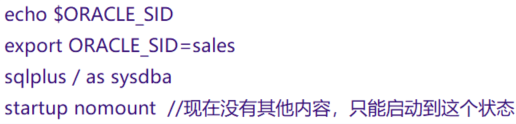 echo $ORACLE_SID
export ORACLE_SID=sales
sqlplus / as sysdba
startup nomount  //现在没有其他内容，只能启动到这个状态